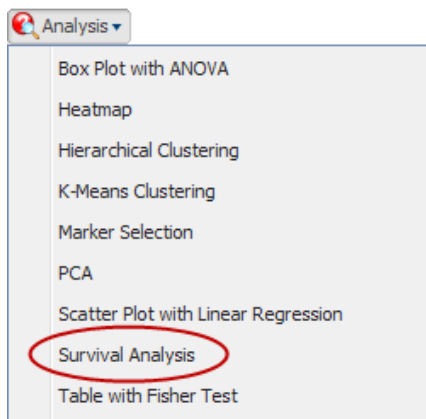 Analysis
Box Plot with ANOVA
Heatmap
Hierarchical Clustering
K-Means Clustering
Marker Selection
PCA
Scatter Plot with Linear Regression
Survival Analysis
Table with Fisher Test